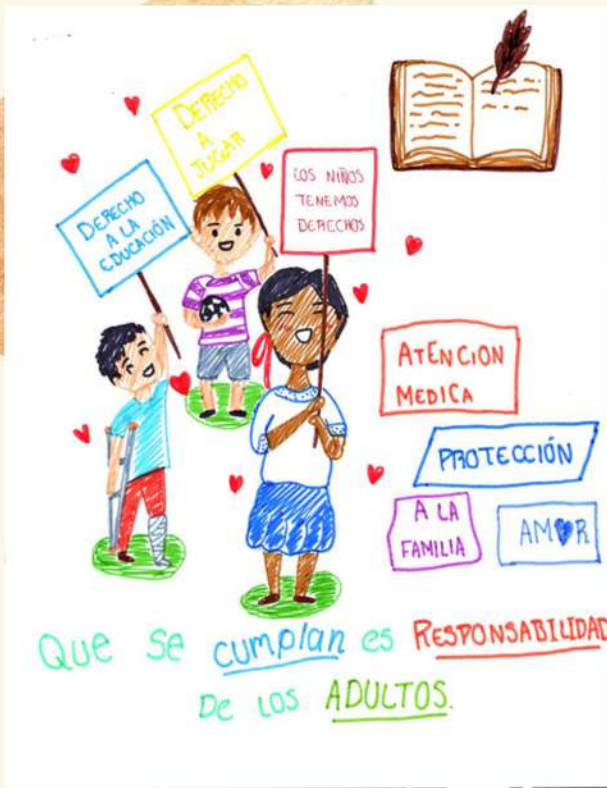 DERECHO
A
JUGAR
DERECHO
A LA
EDUCACIÓN
LOS NIÑOS
TENEMOS
DERECHOS
ATENCION
MEDICA
PROTECCIÓN
A LA
FAMILIA
AMOR
QUE SE CUMPlan es RESPONSABILIDAD
De LOS ADULTOS.